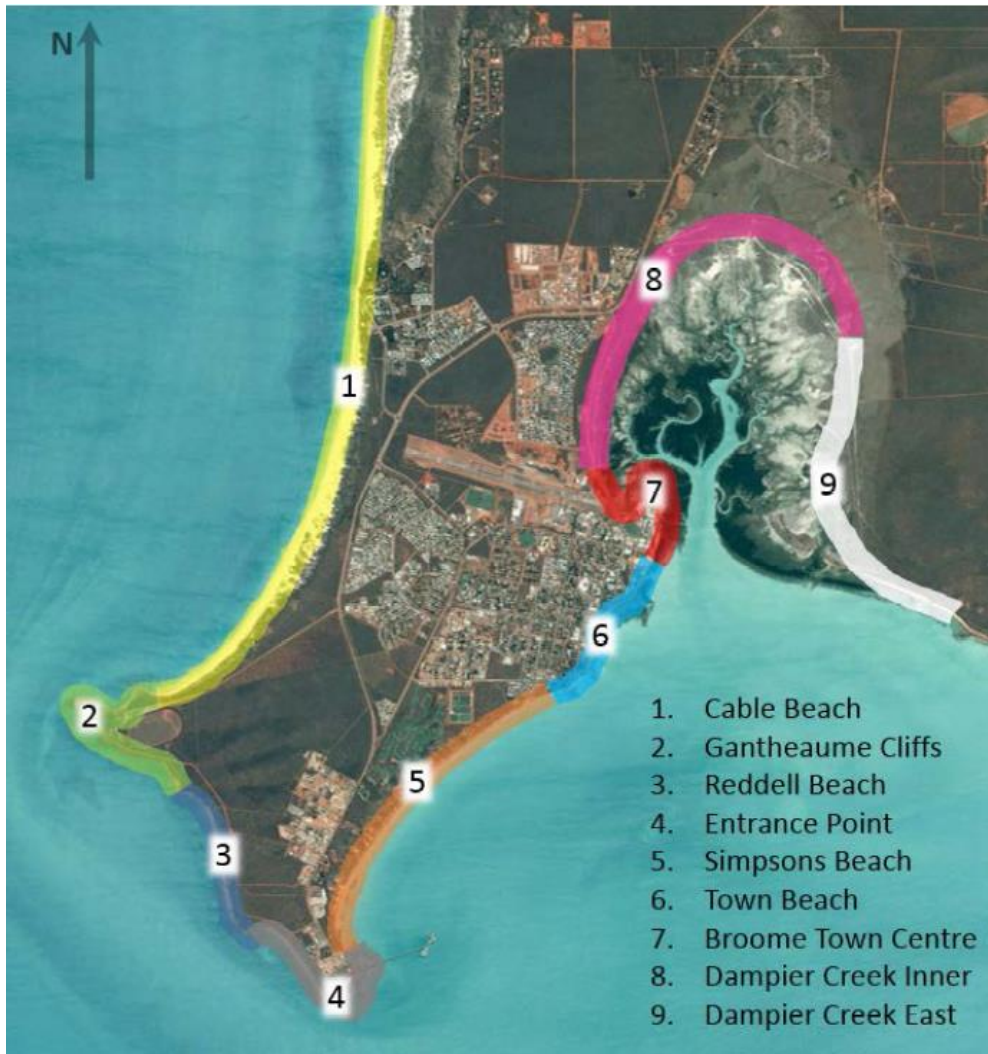 N
1
2
3
4
5
6
7
8
9
1. Cable Beach
2. Gantheaume Cliffs
3. Reddell Beach
4. Entrance Point
5. Simpsons Beach
6. Town Beach
7. Broome Town Centre
8. Dampier Creek Inner
9. Dampier Creek East